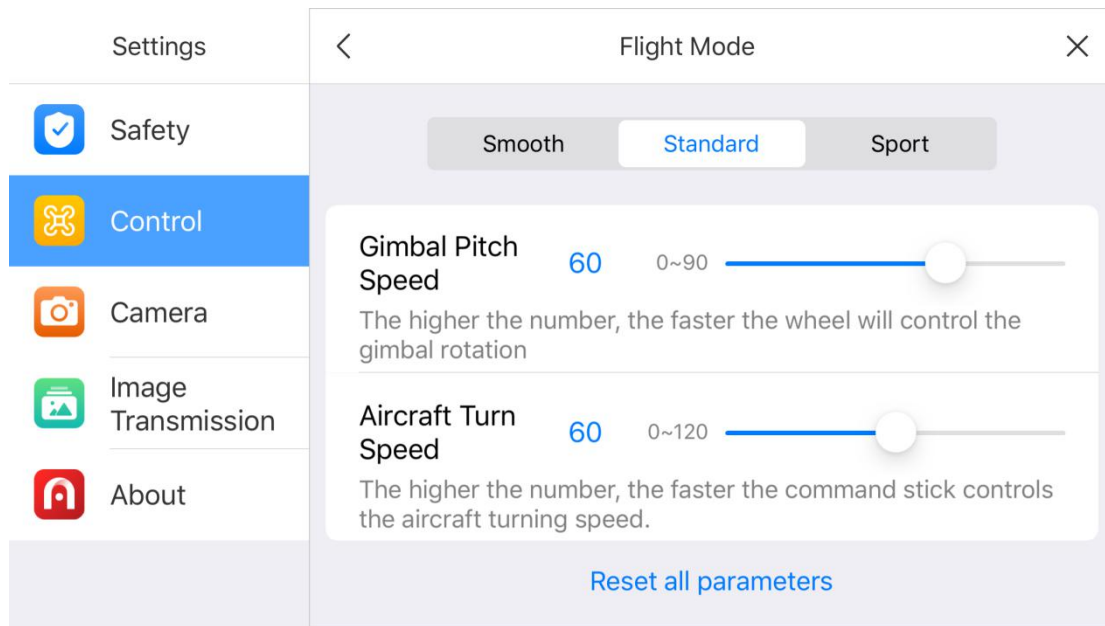 Settings
Flight Mode
Safety
Control
Camera
Image
Transmission
About
Smooth Standard Sport
Gimbal Pitch
Speed
60 0~90
The higher the number, the faster the wheel will control the
gimbal rotation
Aircraft Turn
Speed
60 0~120
The higher the number, the faster the command stick controls
the aircraft turning speed.
Reset all parameters